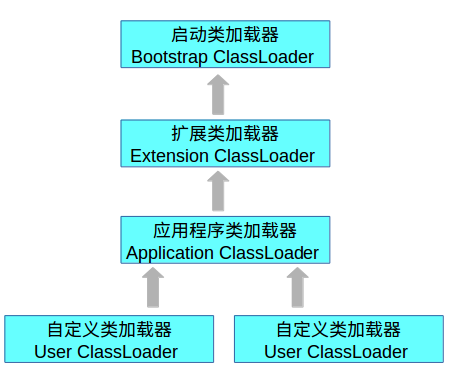 启动类加载器
Bootstrap ClassLoader
扩展类加载器
Extension ClassLoader
应用程序类加载器
Application ClassLoader
自定义类加载器
User ClassLoader
自定义类加载器
User ClassLoader